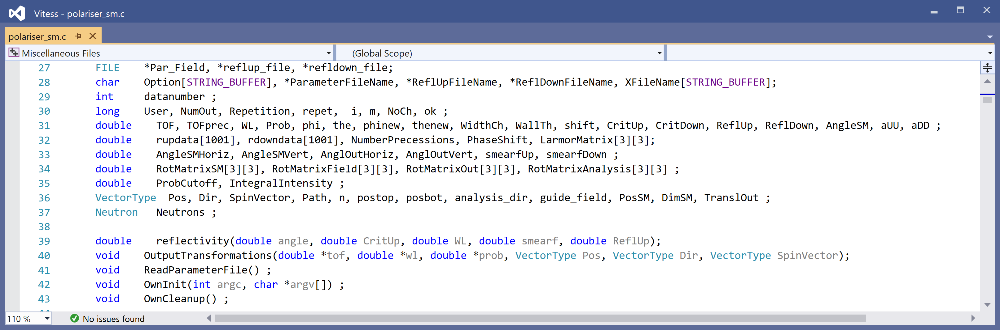 Vitess - polariser_sm.c
polariser_sm.c
Miscellaneous Files (Global Scope)
27 FILE *Par_Field, *reflup_file, *refldown_file;
28 char Option[STRING_BUFFER], *ParameterFileName, *ReflUpFileName, *ReflDownFileName, XFileName[STRING_BUFFER];
29 int datanumber ;
30 long User, NumOut, Repetition, repet, i, m, NoCh, ok ;
31 double TOF, TOFprec, WL, Prob, phi, the, phinew, thenew, WidthCh, WallTh, shift, CritUp, CritDown, ReflUp, ReflDown, AngleSM, aUU, aDD ;
32 double rupdata[1001], rdowndata[1001], NumberPrecessions, PhaseShift, LarmorMatrix[3][3];
33 double AngleSMHoriz, AngleSMVert, AnglOutHoriz, AnglOutVert, smearfUp, smearfDown ;
34 double RotMatrixSM[3][3], RotMatrixField[3][3], RotMatrixOut[3][3], RotMatrixAnalysis[3][3] ;
35 double ProbCutoff, IntegralIntensity ;
36 VectorType Pos, Dir, SpinVector, Path, n, postop, posbot, analysis_dir, guide_field, PosSM, DimSM, TranslOut ;
37 Neutron Neutrons ;
38
39 double reflectivity(double angle, double CritUp, double WL, double smearf, double ReflUp);
40 void OutputTransformations(double *tof, double *wl, double *prob, VectorType Pos, VectorType Dir, VectorType SpinVector);
41 void ReadParameterFile() ;
42 void OwnInit(int argc, char *argv[]) ;
43 void OwnCleanup() ;
110 % No issues found